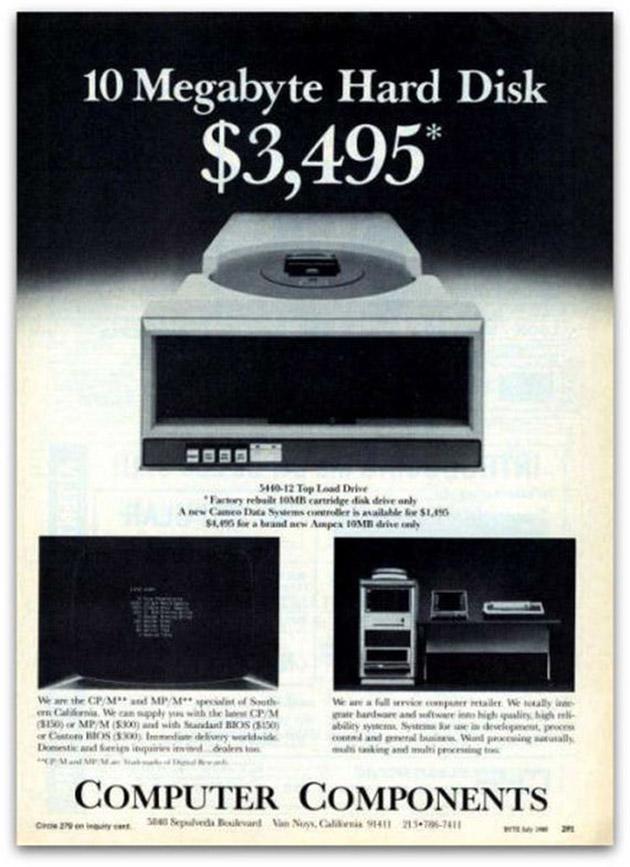 10 Megabyte Hard Disk
$3,495*
5440-12 Top Load Drive
*Factory rebuilt 10MB cartridge disk drive only
A new Cameo Data Systems controller is available for $1,495
$4,495 for a brand new Ampex 10MB drive only
We are the CP/M** and MP/M** specialist of South-
ern California. We can supply you with the latest CP/M
($150) or MP/M ($300) and with Standard BIOS ($150)
or Custom BIOS ($300). Immediate delivery worldwide.
Domestic and foreign inquiries invited...dealers too.
**CP/M and MP/M are Trademarks of Digital Research.
We are a full service computer retailer. We totally inte-
grate hardware and software into high quality, high reli-
ability systems. Systems for use in development, process
control and general business. Word processing naturally,
multi tasking and multi processing too.
COMPUTER COMPONENTS
Circle 279 on inquiry card.
5848 Sepulveda Boulevard Van Nuys, California 91411 213•786-7411
BYTE July 1980